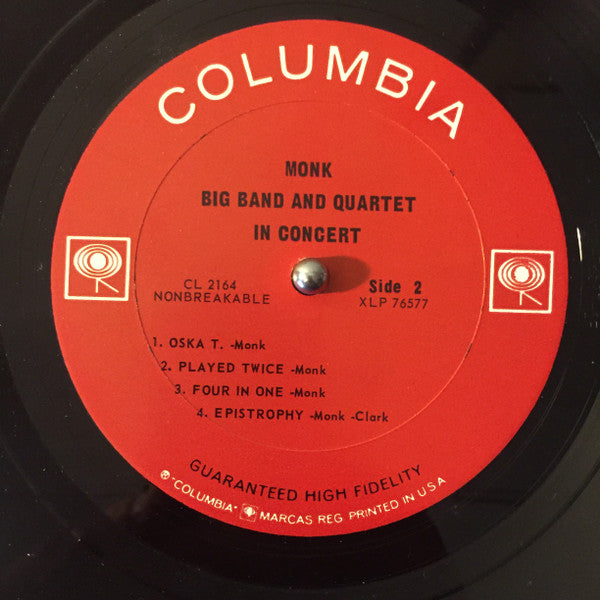 COLUMBIA
MONK
BIG BAND AND QUARTET
IN CONCERT
CL 2164
NONBREAKABLE
Side 2
XLP 76577
1. OSKA T. -Monk
2. PLAYED TWICE -Monk
3. FOUR IN ONE -Monk
4. EPISTROPHY -Monk -Clark
GUARANTEED HIGH FIDELITY
® "COLUMBIA" MARCAS REG. PRINTED IN U S A